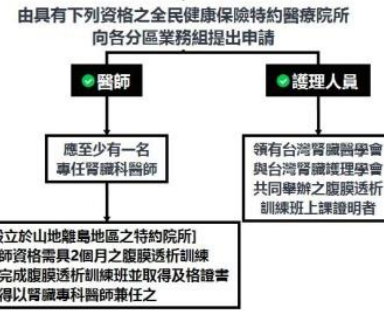 由具有下列資格之全民健康保險特約醫療院所
向各分區業務組提出申請
醫師
護理人員
應至少有一名
專任腎臟科醫師
領有台灣腎臟醫學會
與台灣腎臟護理學會
共同舉辦之腹膜透析
訓練班上課證明者
設立於山地離島地區之特約院所]
師資格需具2個月之腹膜透析訓練
完成腹膜透析訓練班並取得及格證書
得以腎臟專科醫師兼任之